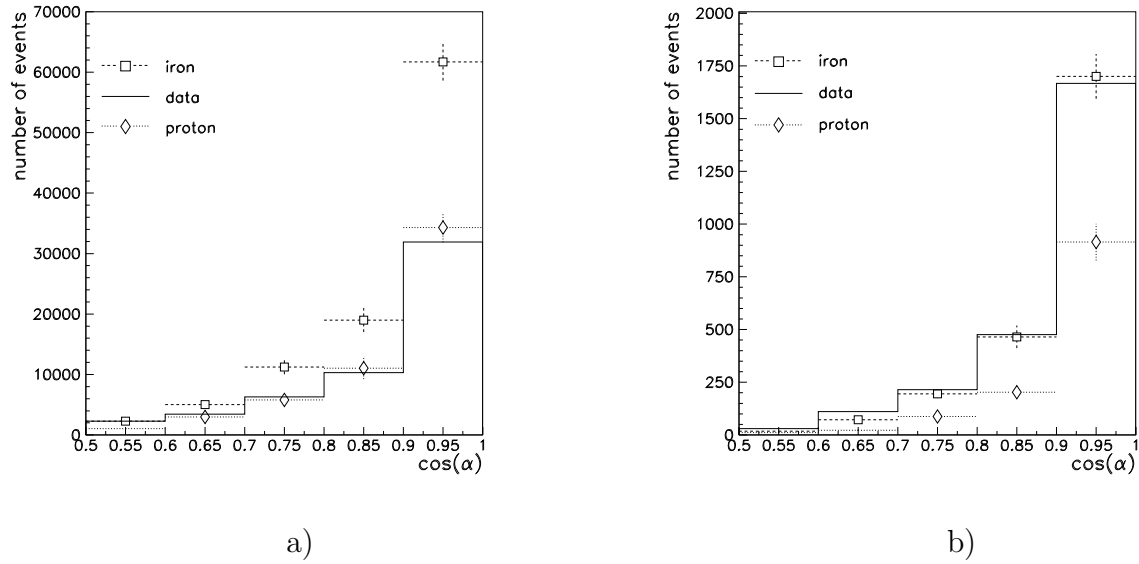 number of events
70000
60000
50000
40000
30000
20000
10000
0
iron
data
proton
0.5 0.55 0.6 0.65 0.7 0.75 0.8 0.85 0.9 0.95 1
cos(α)
a)
number of events
2000
1750
1500
1250
1000
750
500
250
0
iron
data
proton
0.5 0.55 0.6 0.65 0.7 0.75 0.8 0.85 0.9 0.95 1
cos(α)
b)